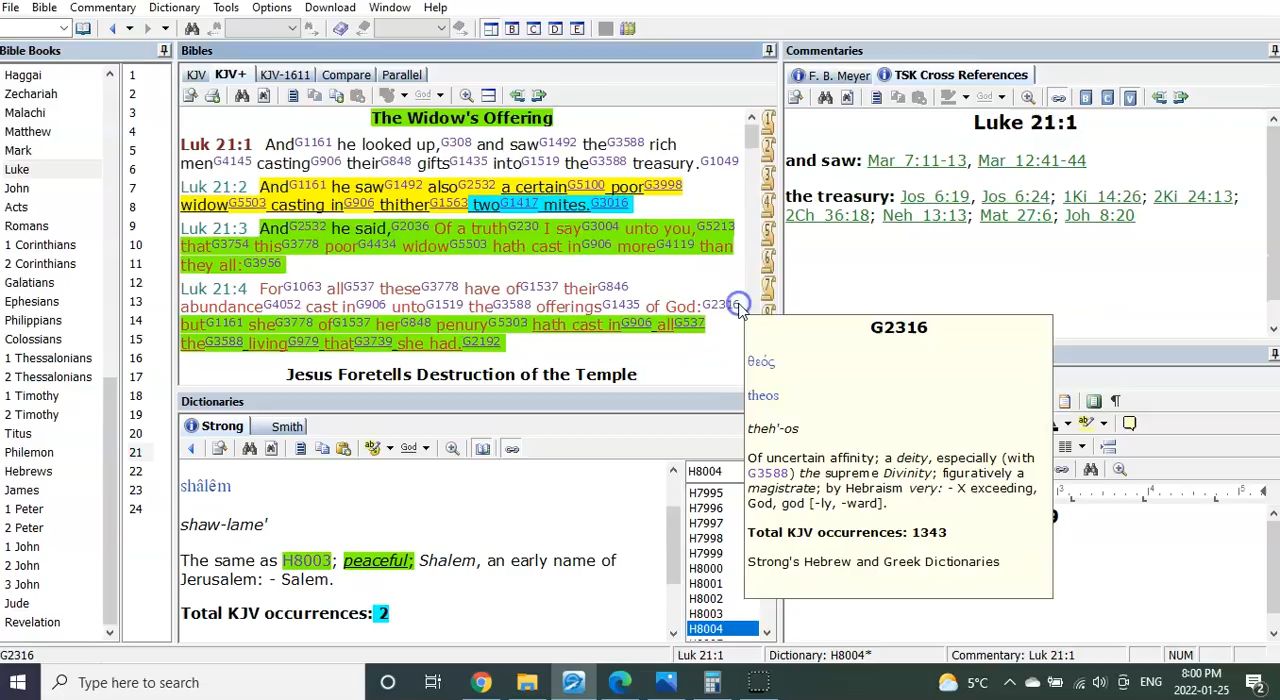 File Bible Commentary Dictionary Tools Options Download Window Help
B C D E
Bible Books
Haggai
Zechariah
Malachi
Matthew
Mark
Luke
John
Acts
Romans
1 Corinthians
2 Corinthians
Galatians
Ephesians
Philippians
Colossians
1 Thessalonians
2 Thessalonians
1 Timothy
2 Timothy
Titus
Philemon
Hebrews
James
1 Peter
2 Peter
1 John
2 John
3 John
Jude
Revelation
1
2
3
4
5
6
7
8
9
10
11
12
13
14
15
16
17
18
19
20
21
22
23
24
Bibles
KJV KJV+ KJV-1611 Compare Parallel
God
The Widow's Offering
Luk 21:1 AndG1161 he looked up,G308 and sawG1492 theG3588 rich
menG4145 castingG906 theirG848 giftsG1435 intoG1519 theG3588 treasury.G1049
Luk 21:2 AndG1161 he sawG1492 alsoG2532 a certainG5100 poorG3998
widowG5503 casting inG906 thitherG1563 twoG1417 mites.G3016
Luk 21:3 AndG2532 he said,G2036 Of a truthG230 I sayG3004 unto you,G5213
thatG3754 thisG3778 poorG4434 widowG5503 hath cast inG906 moreG4119 than
they all:G3956
Luk 21:4 ForG1063 allG537 theseG3778 have ofG1537 theirG846
abundanceG4052 cast inG906 untoG1519 theG3588 offeringsG1435 of God:G2316
butG1161 sheG3778 ofG1537 herG848 penuryG5303 hath cast inG906 allG537
theG3588 livingG979 thatG3739 she had.G2192
Jesus Foretells Destruction of the Temple
1
2
3
4
5
6
7
Commentaries
F. B. Meyer TSK Cross References
God B C V
Luke 21:1
and saw: Mar 7:11-13, Mar 12:41-44
the treasury: Jos 6:19, Jos 6:24; 1Ki 14:26; 2Ki 24:13;
2Ch 36:18; Neh 13:13; Mat 27:6; Joh 8:20
G2316
θεός
theos
theh'-os
Of uncertain affinity; a deity, especially (with
G3588) the supreme Divinity; figuratively a
magistrate; by Hebraism very: - X exceeding,
God, god [-ly, -ward].
Total KJV occurrences: 1343
Strong's Hebrew and Greek Dictionaries
Dictionaries
Strong Smith
God
shâlêm
shaw-lame'
The same as H8003; peaceful; Shalem, an early name of
Jerusalem: - Salem.
Total KJV occurrences: 2
H8004
H7995
H7996
H7997
H7998
H7999
H8000
H8001
H8002
H8003
H8004
3 4 5
G2316 Luk 21:1 Dictionary: H8004* Commentary: Luk 21:1 NUM
Type here to search
5°C ENG
8:00 PM
2022-01-25
2